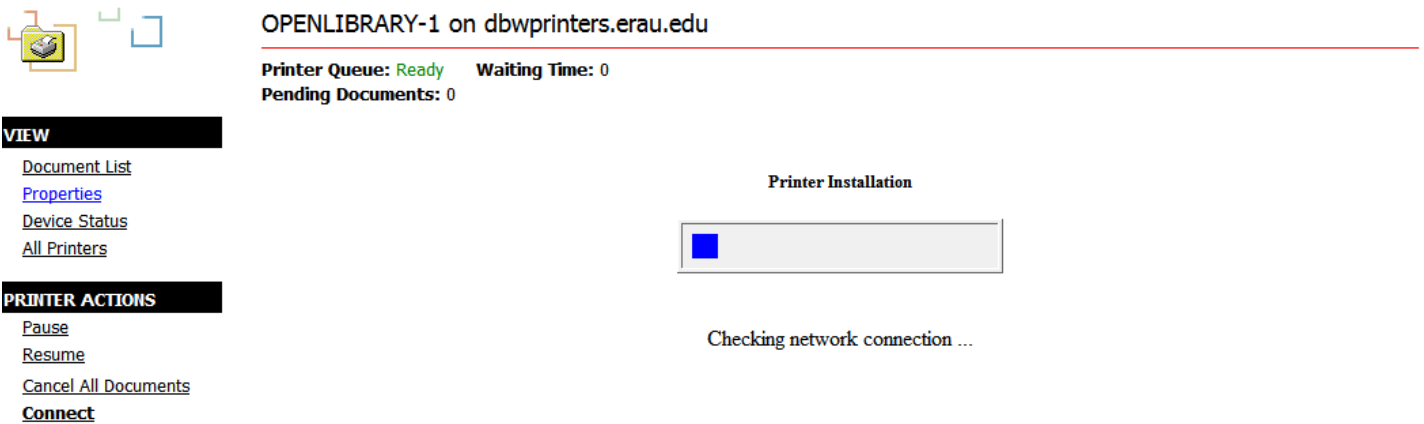 OPENLIBRARY-1 on dbwprinters.erau.edu
Printer Queue: Ready Waiting Time: 0
Pending Documents: 0
VIEW
Document List
Properties
Device Status
All Printers
PRINTER ACTIONS
Pause
Resume
Cancel All Documents
Connect
Printer Installation
Checking network connection ...